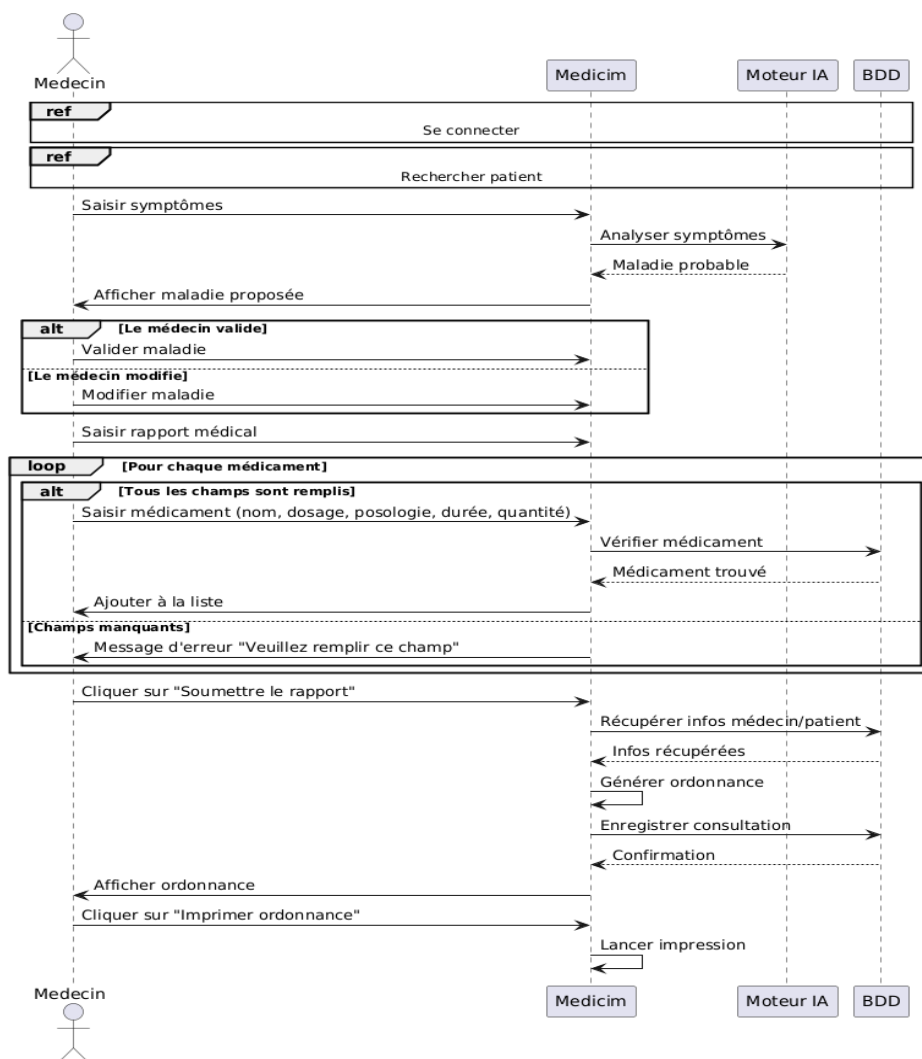 Medecin
Medicim
Moteur IA
BDD
ref
Se connecter
ref
Rechercher patient
Saisir symptômes
Analyser symptômes
Maladie probable
Afficher maladie proposée
alt [Le médecin valide]
Valider maladie
[Le médecin modifie]
Modifier maladie
Saisir rapport médical
loop [Pour chaque médicament]
alt [Tous les champs sont remplis]
Saisir médicament (nom, dosage, posologie, durée, quantité)
Vérifier médicament
Médicament trouvé
Ajouter à la liste
[Champs manquants]
Message d'erreur "Veuillez remplir ce champ"
Cliquer sur "Soumettre le rapport"
Récupérer infos médecin/patient
Infos récupérées
Générer ordonnance
Enregistrer consultation
Confirmation
Afficher ordonnance
Cliquer sur "Imprimer ordonnance"
Lancer impression
Medecin
Medicim
Moteur IA
BDD